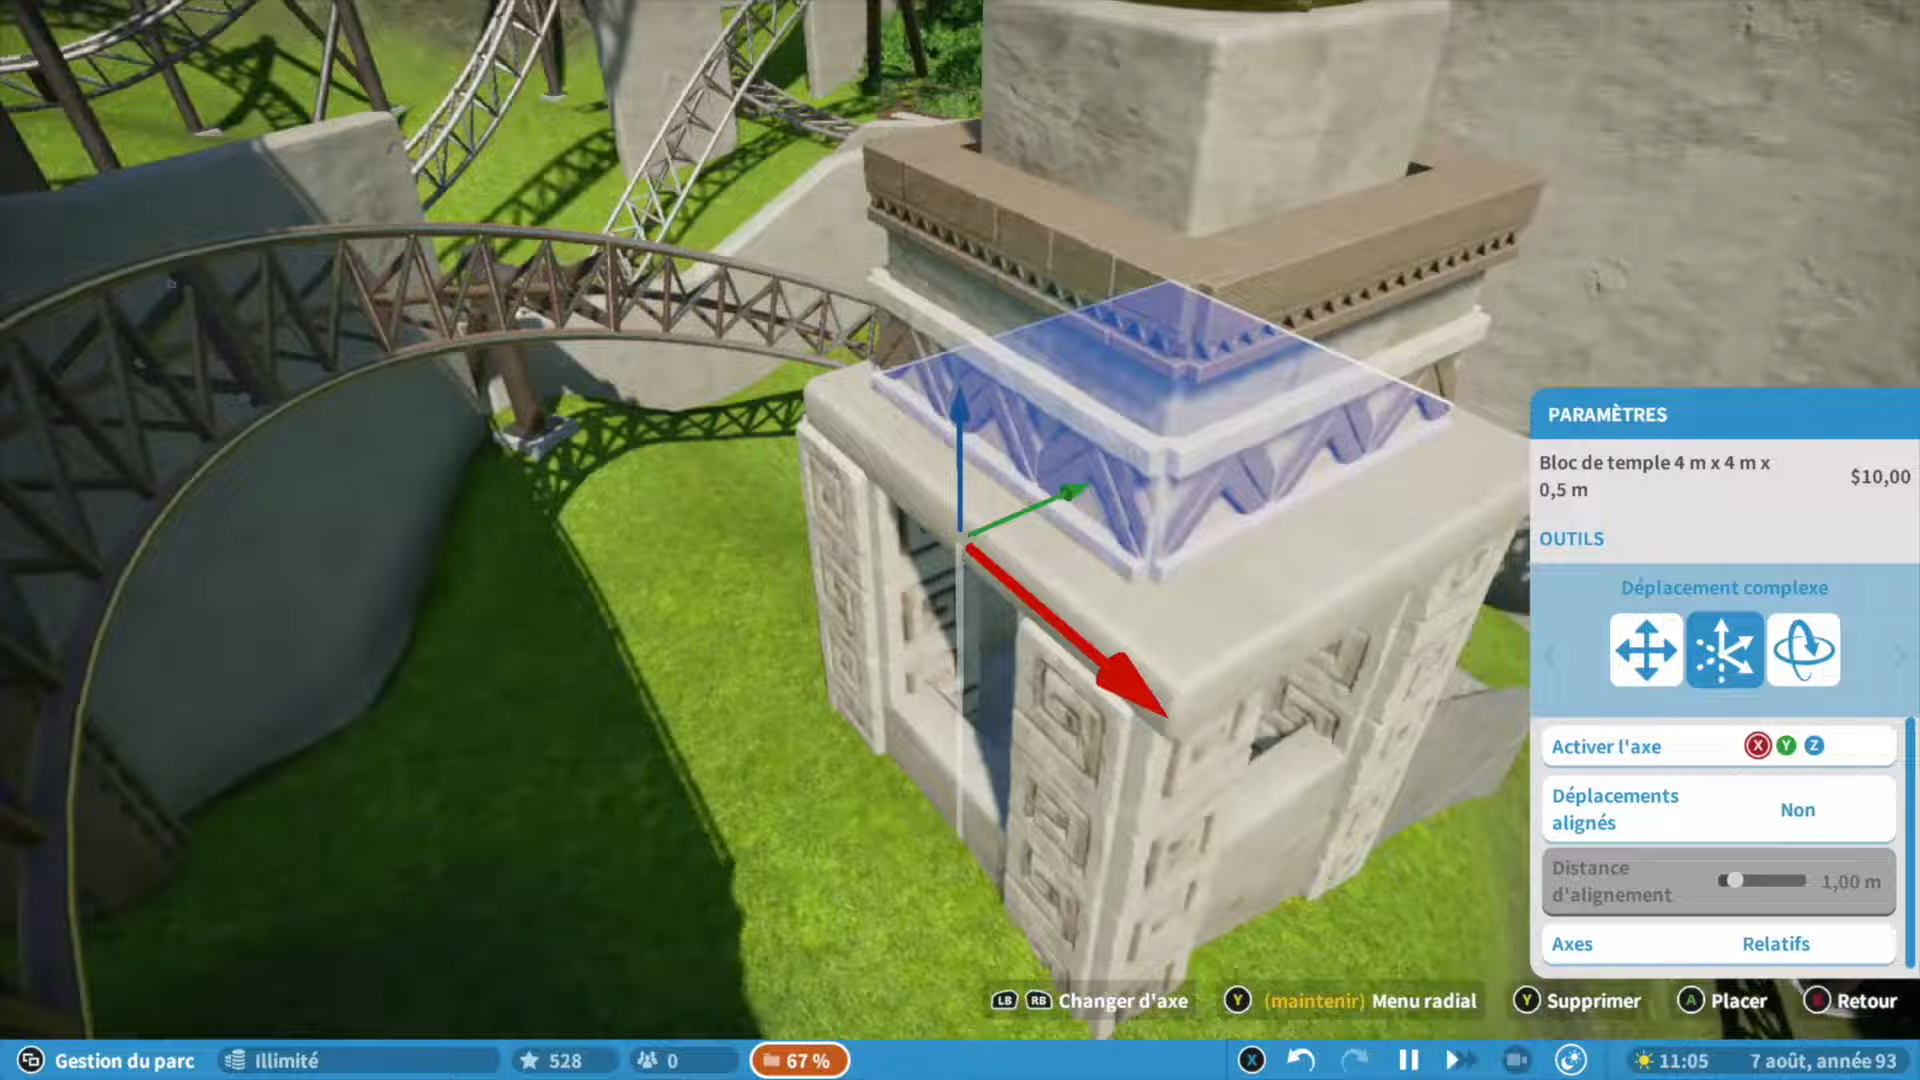 PARAMÈTRES
Bloc de temple 4 m x 4 m x
0,5 m
$10,00
OUTILS
Déplacement complexe
Activer l'axe X Y Z
Déplacements
alignés
Non
Distance
d'alignement
1,00 m
Axes Relatifs
LB RB Changer d'axe Y (maintenir) Menu radial Y Supprimer A Placer Retour
Gestion du parc Illimité 528 0 67 % X 11:05 7 août, année 93